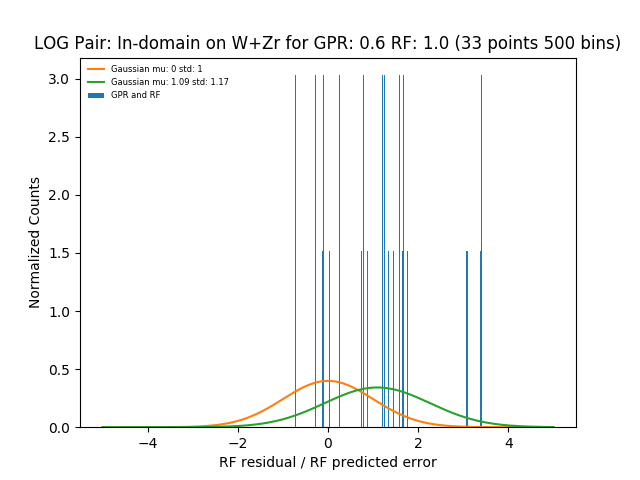 LOG Pair: In-domain on W+Zr for GPR: 0.6 RF: 1.0 (33 points 500 bins)
Gaussian mu: 0 std: 1
Gaussian mu: 1.09 std: 1.17
GPR and RF
Normalized Counts
3.0
2.5
2.0
1.5
1.0
0.5
0.0
−4
−2
0
2
4
RF residual / RF predicted error